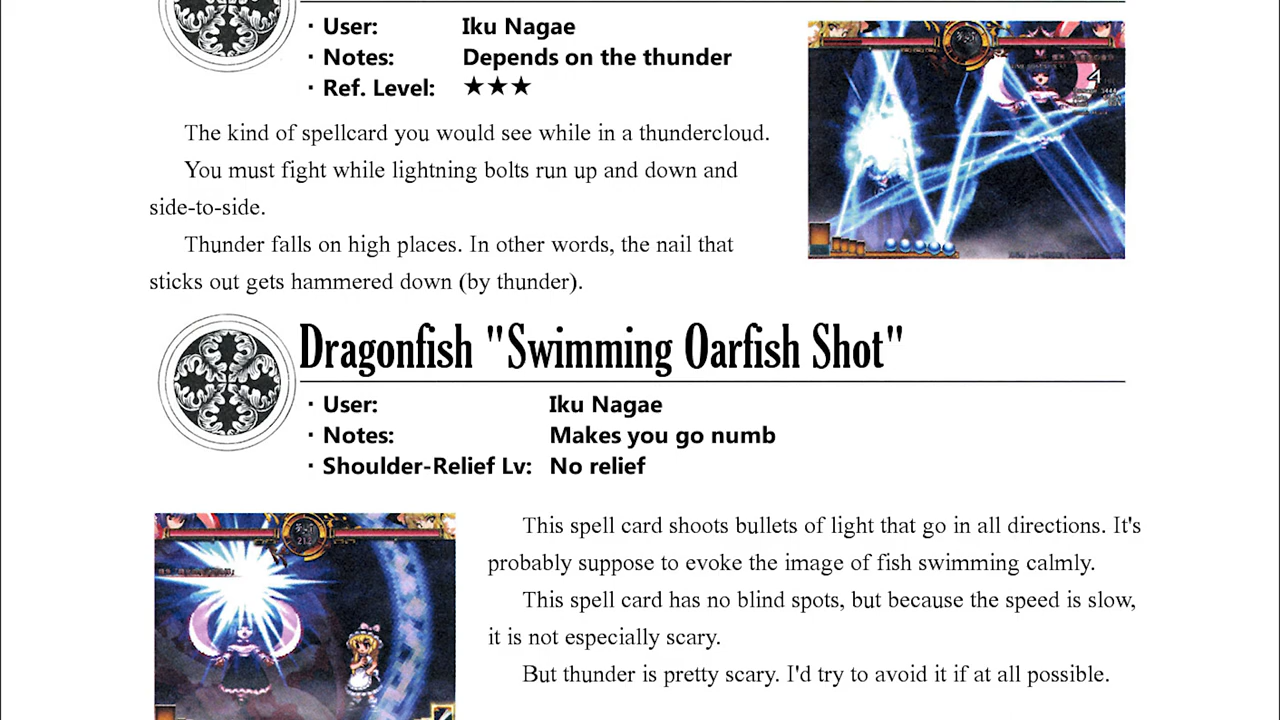 · User: Iku Nagae
· Notes: Depends on the thunder
· Ref. Level: ★★★
The kind of spellcard you would see while in a thundercloud.
You must fight while lightning bolts run up and down and
side-to-side.
Thunder falls on high places. In other words, the nail that
sticks out gets hammered down (by thunder).
Dragonfish "Swimming Oarfish Shot"
· User: Iku Nagae
· Notes: Makes you go numb
· Shoulder-Relief Lv: No relief
This spell card shoots bullets of light that go in all directions. It's
probably suppose to evoke the image of fish swimming calmly.
This spell card has no blind spots, but because the speed is slow,
it is not especially scary.
But thunder is pretty scary. I'd try to avoid it if at all possible.